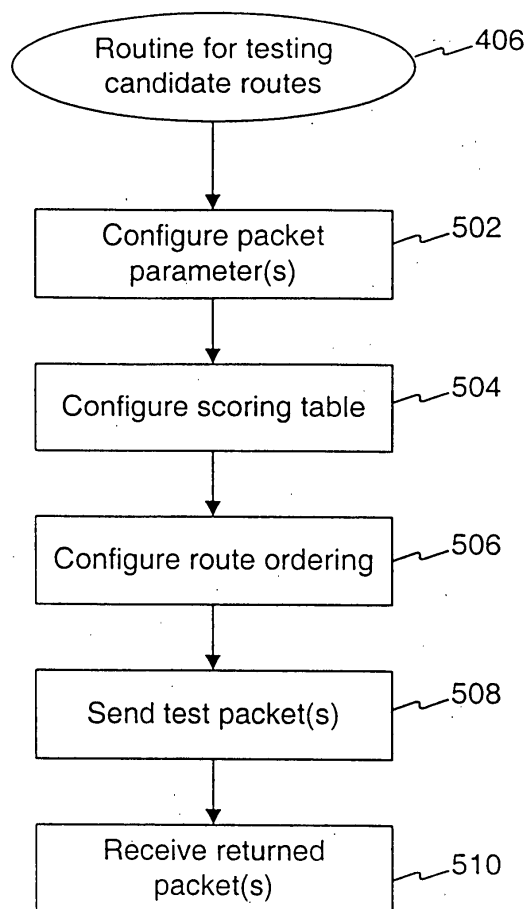 Routine for testing
candidate routes
406
Configure packet
parameter(s)
502
Configure scoring table
504
Configure route ordering
506
Send test packet(s)
508
Receive returned
packet(s)
510